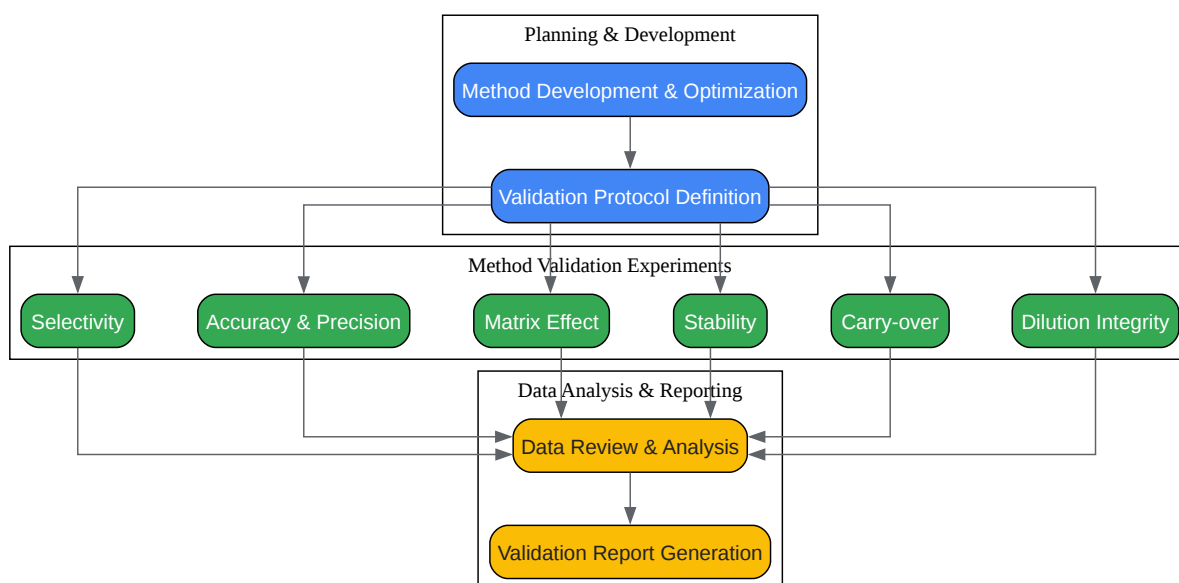 Planning & Development
Method Development & Optimization
Validation Protocol Definition
Method Validation Experiments
Selectivity
Accuracy & Precision
Matrix Effect
Stability
Carry-over
Dilution Integrity
Data Analysis & Reporting
Data Review & Analysis
Validation Report Generation